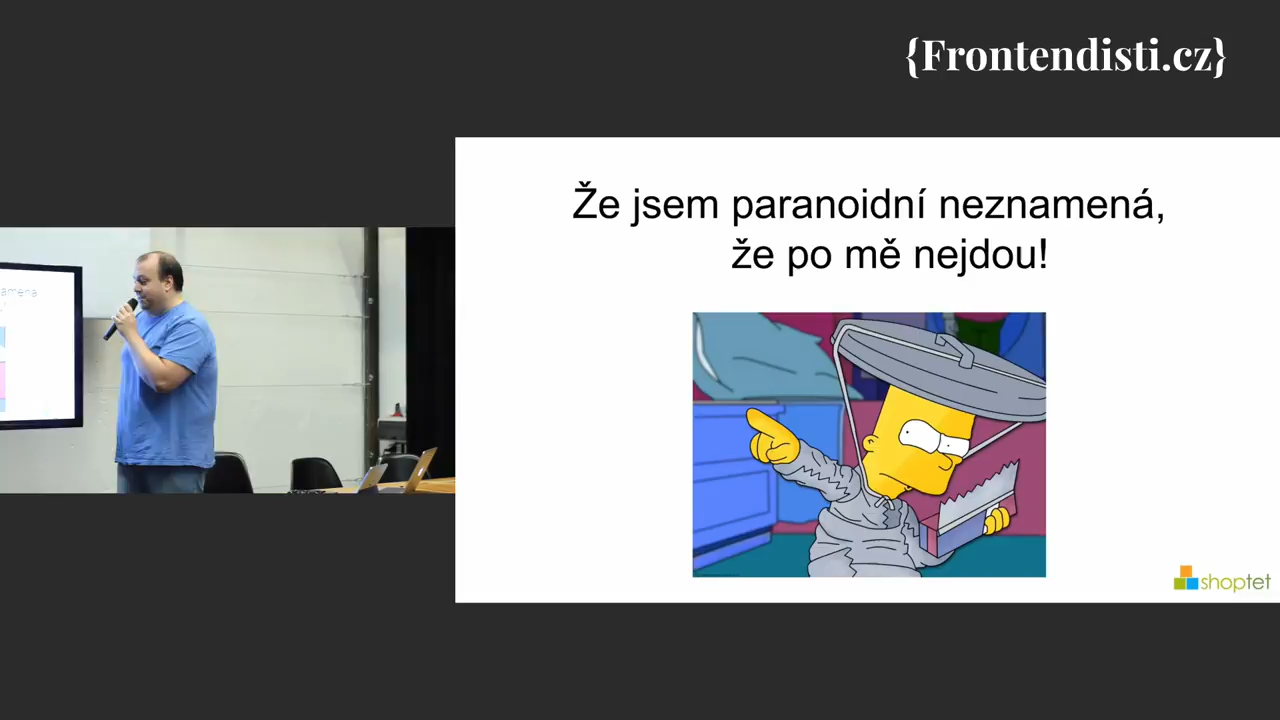 {Frontendisti.cz}
Že jsem paranoidní neznamená,
že po mě nejdou!
shoptet